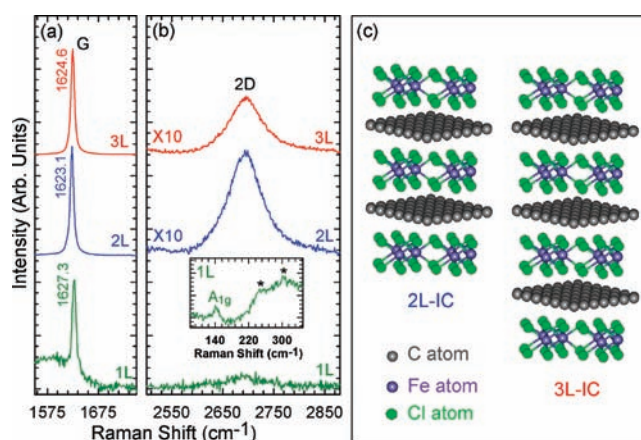 (a)
G
1624.6
3L
1623.1
2L
1627.3
1L
1575 1675
Intensity (Arb. Units)
(b)
2D
X10
3L
X10
2L
1L
A1g
★
★
140 220 300
Raman Shift (cm-1)
1L
2550 2650 2750 2850
Raman Shift (cm-1)
(c)
2L-IC
C atom
Fe atom
Cl atom
3L-IC